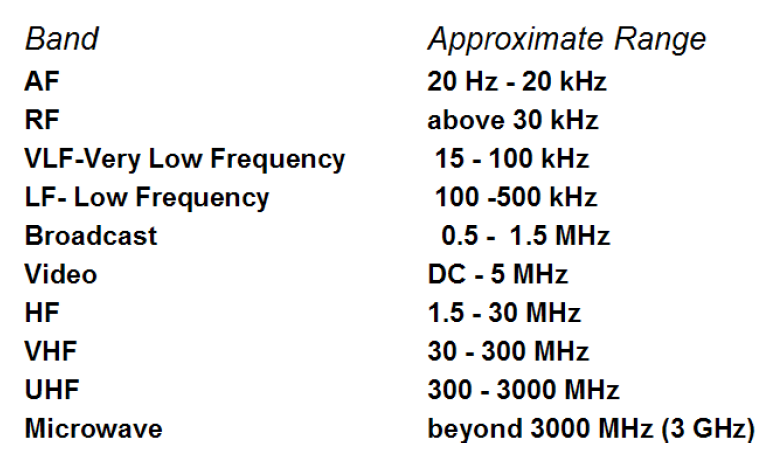 Band Approximate Range
AF 20 Hz - 20 kHz
RF above 30 kHz
VLF-Very Low Frequency 15 - 100 kHz
LF- Low Frequency 100 -500 kHz
Broadcast 0.5 - 1.5 MHz
Video DC - 5 MHz
HF 1.5 - 30 MHz
VHF 30 - 300 MHz
UHF 300 - 3000 MHz
Microwave beyond 3000 MHz (3 GHz)